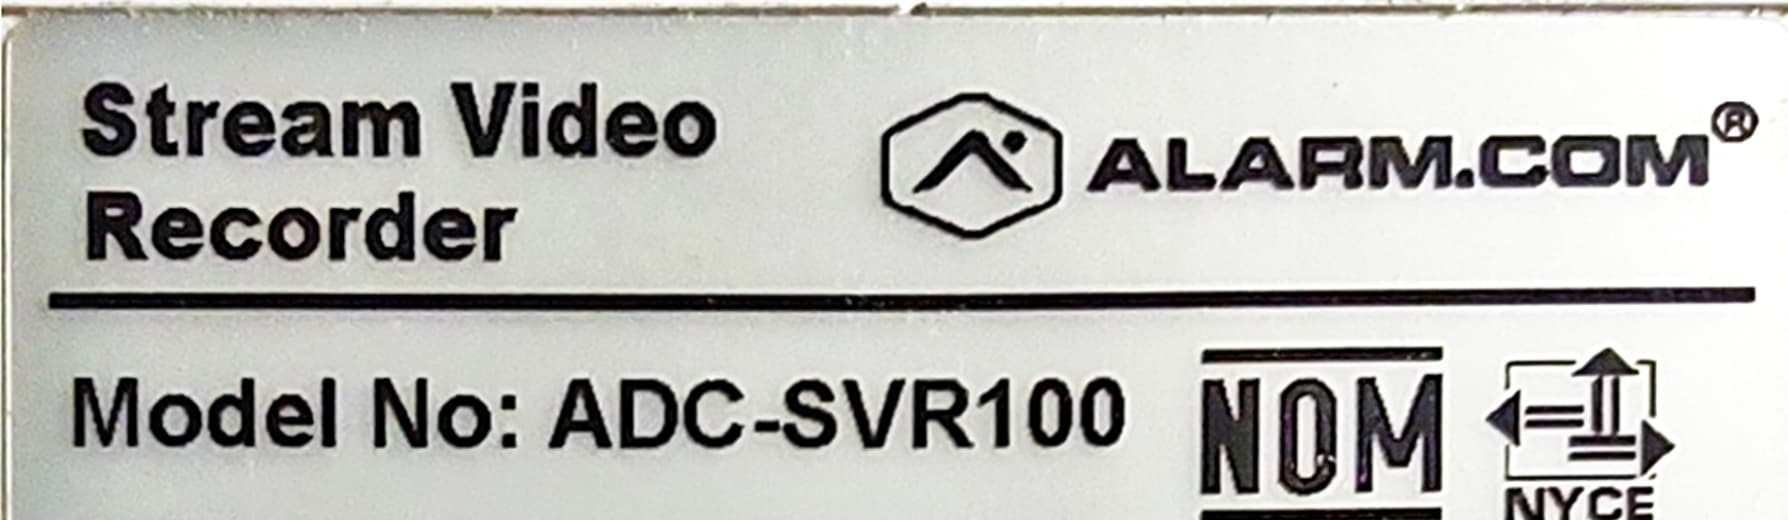 Stream Video
Recorder
ALARM.COM®
Model No: ADC-SVR100
NOM
NYCE